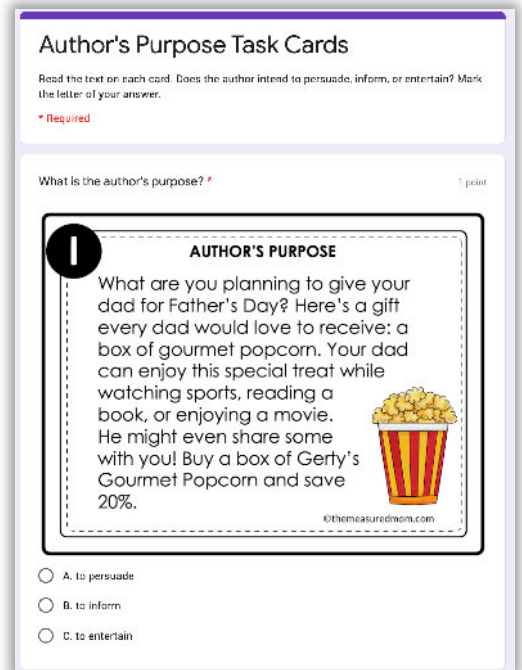 Author's Purpose Task Cards
Read the text on each card. Does the author intend to persuade, inform, or entertain? Mark
the letter of your answer.
* Required
What is the author's purpose? *
1 point
1
AUTHOR'S PURPOSE
What are you planning to give your
dad for Father's Day? Here's a gift
every dad would love to receive: a
box of gourmet popcorn. Your dad
can enjoy this special treat while
watching sports, reading a
book, or enjoying a movie.
He might even share some
with you! Buy a box of Gerty's
Gourmet Popcorn and save
20%.
©themeasuredmom.com
A. to persuade
B. to inform
C. to entertain